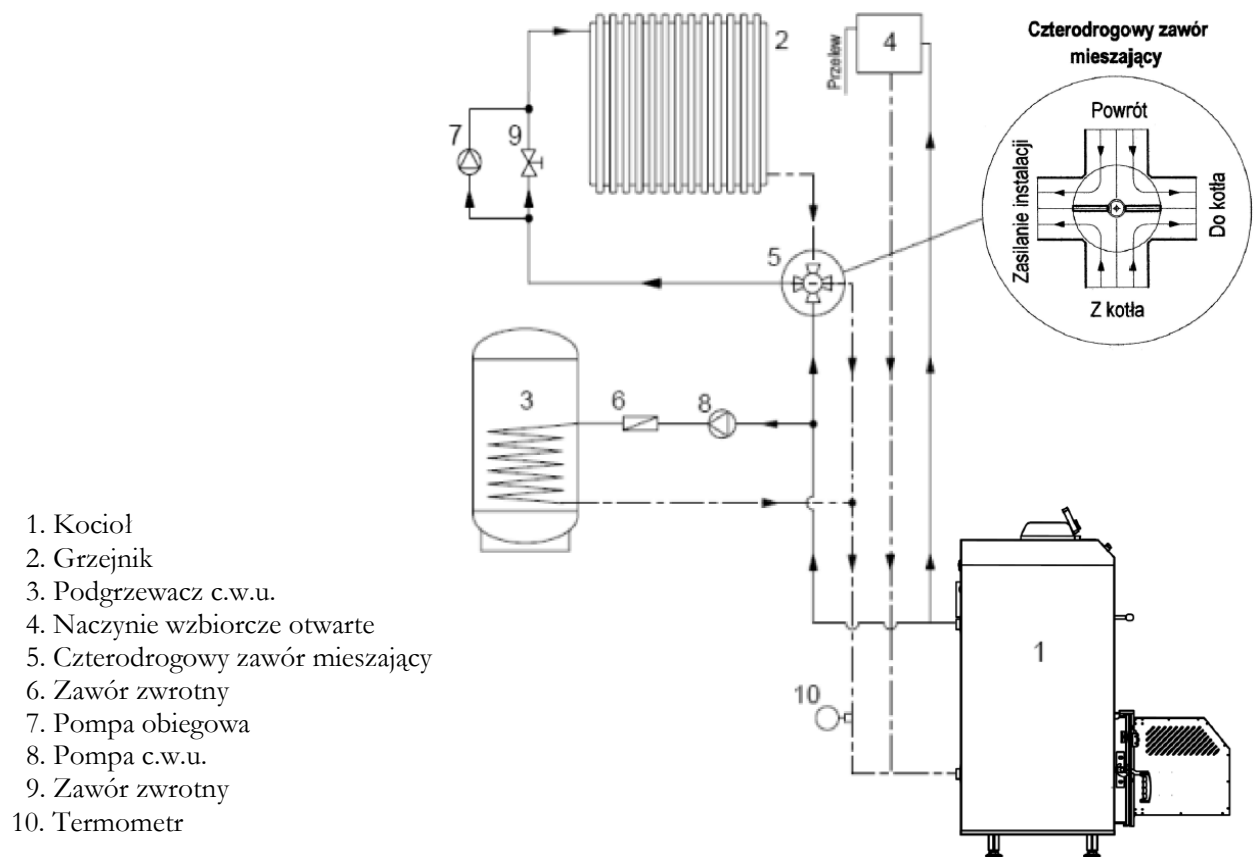 Czterodrogowy zawór
mieszający
Powrót
Zasilanie instalacji
Do kotła
Z kotła
Przelew
2
4
7
9
5
3
6
8
10
1
1. Kocioł
2. Grzejnik
3. Podgrzewacz c.w.u.
4. Naczynie wzbiorcze otwarte
5. Czterodrogowy zawór mieszający
6. Zawór zwrotny
7. Pompa obiegowa
8. Pompa c.w.u.
9. Zawór zwrotny
10. Termometr